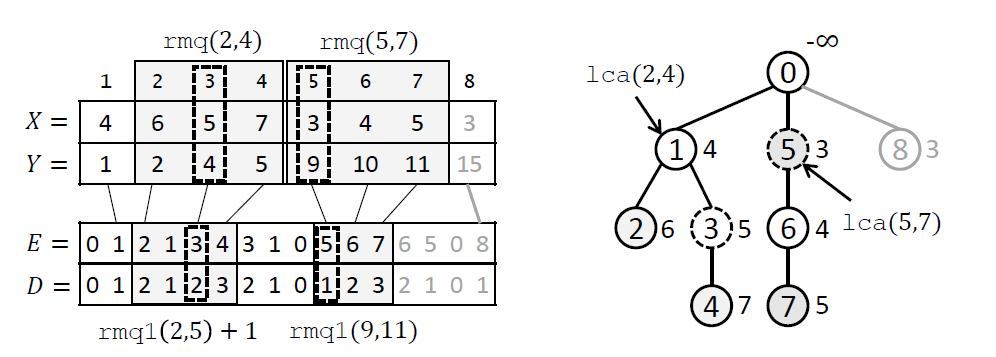 rmq(2,4) rmq(5,7)
1 2 3 4 5 6 7 8
X = 4 6 5 7 3 4 5 3
Y = 1 2 4 5 9 10 11 15
E = 0 1 2 1 3 4 3 1 0 5 6 7 6 5 0 8
D = 0 1 2 1 2 3 2 1 0 1 2 3 2 1 0 1
rmq1(2,5) + 1 rmq1(9,11)
-∞
0
lca(2,4)
1 4 5 3 8 3
2 6 3 5 6 4 lca(5,7)
4 7 7 5